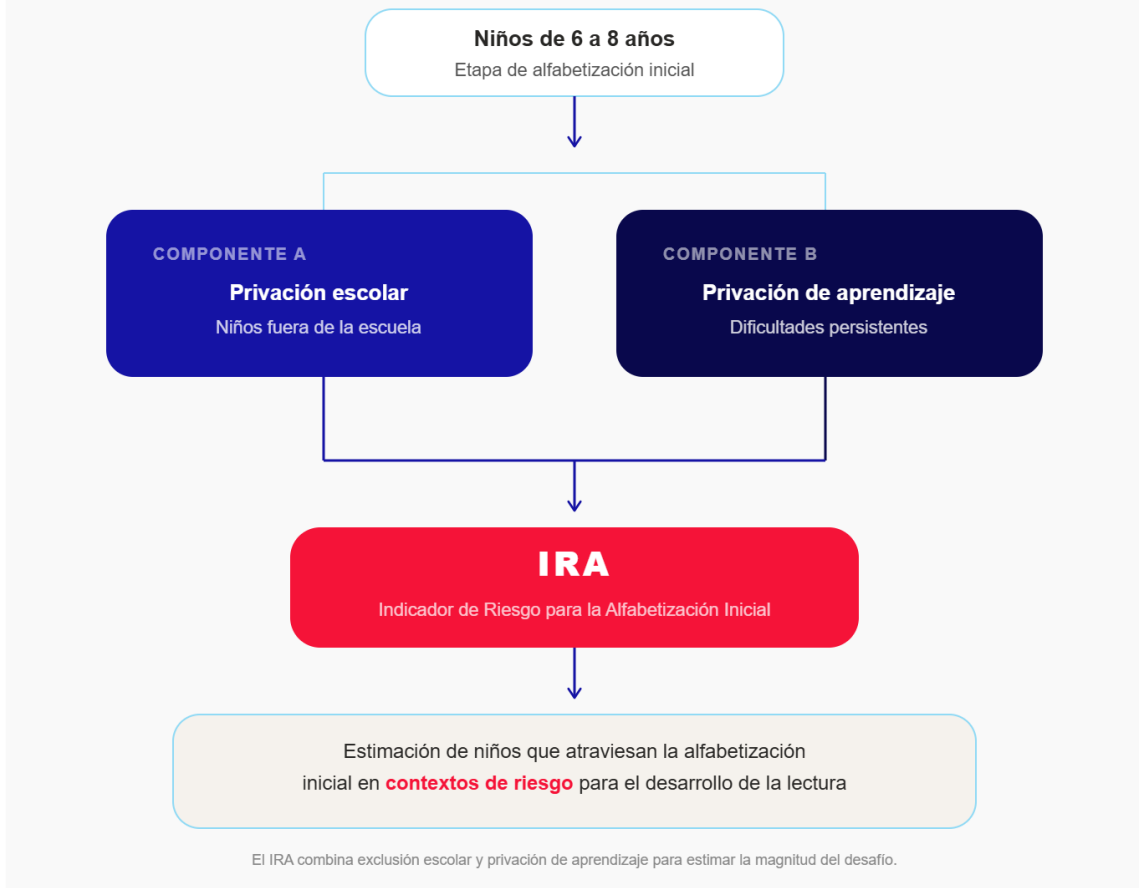 Niños de 6 a 8 años
Etapa de alfabetización inicial
COMPONENTE A
Privación escolar
Niños fuera de la escuela
COMPONENTE B
Privación de aprendizaje
Dificultades persistentes
IRA
Indicador de Riesgo para la Alfabetización Inicial
Estimación de niños que atraviesan la alfabetización
inicial en contextos de riesgo para el desarrollo de la lectura
El IRA combina exclusión escolar y privación de aprendizaje para estimar la magnitud del desafío.